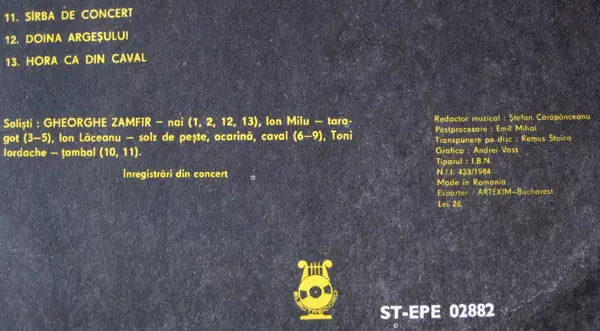 11. SÎRBA DE CONCERT
12. DOINA ARGEȘULUI
13. HORA CA DIN CAVAL
Soliști : GHEORGHE ZAMFIR – nai (1, 2, 12, 13), Ion Milu – tara-
got (3–5), Ion Lăceanu – solz de pește, ocarină, caval (6–9), Toni
Iordache – țambal (10, 11).
Înregistrări din concert
Redactor muzical : Ștefan Cărăpănceanu
Postprocesare : Emil Mihai
Transpunere pe disc : Remus Stoica
Grafica : Andrei Vass
Tiparul : I.B.N.
N.I.I. 433/1984
Made in Romania
Exporter : ARTEXIM–Bucharest
Lei 26
ELECTRECORD
ST-EPE 02882